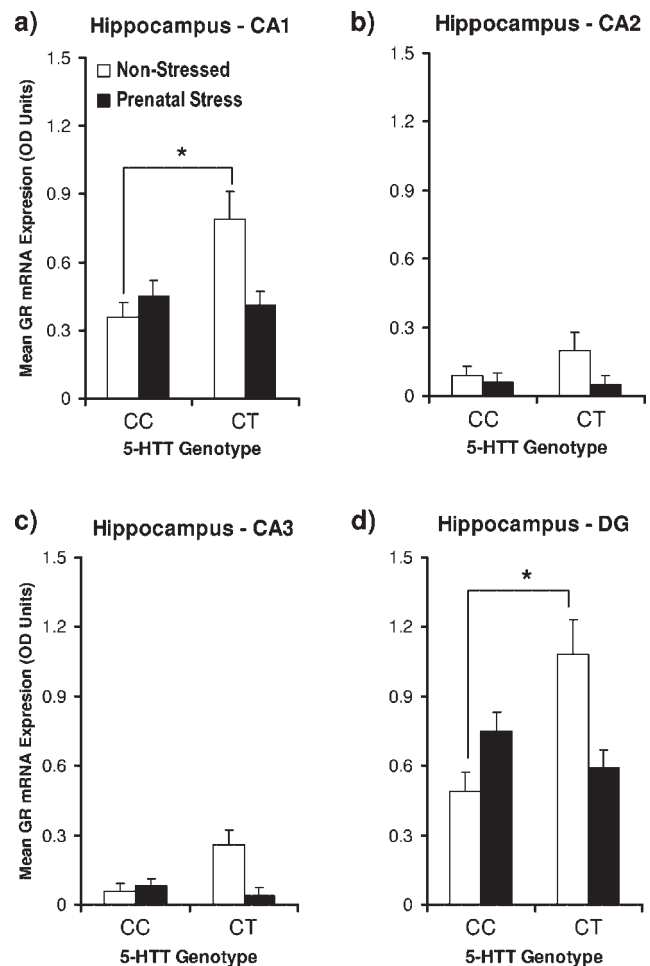 a) Hippocampus - CA1
Non-Stressed
Prenatal Stress
*
Mean GR mRNA Expresion (OD Units)
1.5
1.2
0.9
0.6
0.3
0
CC CT
5-HTT Genotype
b) Hippocampus - CA2
1.5
1.2
0.9
0.6
0.3
0
CC CT
5-HTT Genotype
c) Hippocampus - CA3
Mean GR mRNA Expresion (OD Units)
1.5
1.2
0.9
0.6
0.3
0
CC CT
5-HTT Genotype
d) Hippocampus - DG
*
1.5
1.2
0.9
0.6
0.3
0
CC CT
5-HTT Genotype